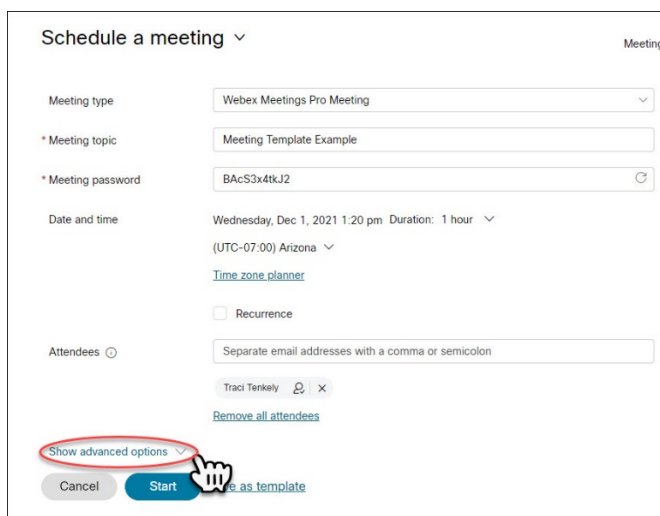 Schedule a meeting
Meeting
Meeting type
Webex Meetings Pro Meeting
* Meeting topic
Meeting Template Example
* Meeting password
BAcS3x4tkJ2
Date and time
Wednesday, Dec 1, 2021 1:20 pm Duration: 1 hour
(UTC-07:00) Arizona
Time zone planner
Recurrence
Attendees
Separate email addresses with a comma or semicolon
Traci Tenkely
Remove all attendees
Show advanced options
Cancel Start as template